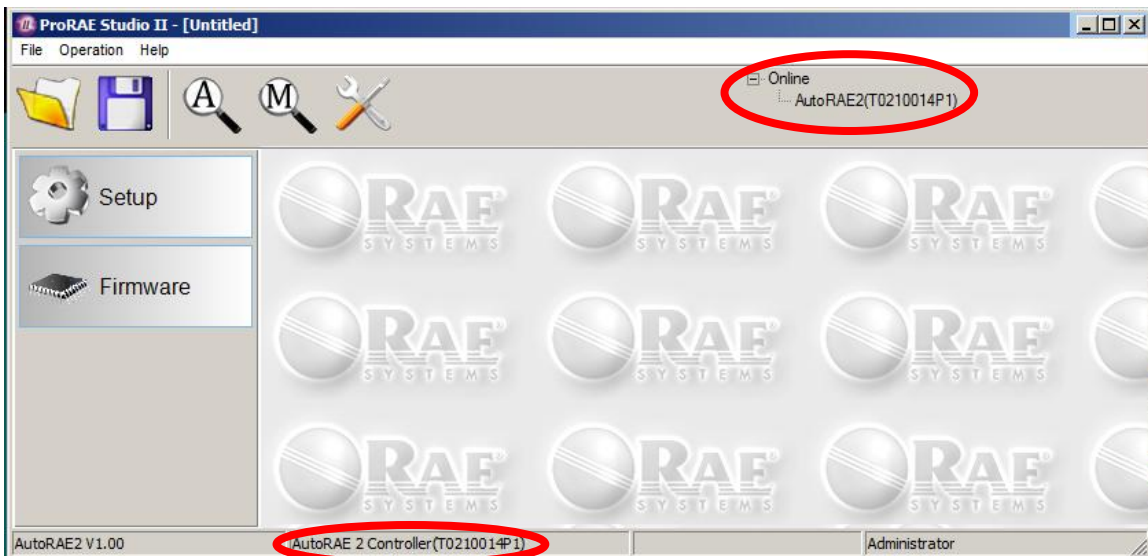 ProRAE Studio II - [Untitled]
File Operation Help
A M
Online
AutoRAE2(T0210014P1)
Setup
Firmware
RAE RAE RAE
SYSTEMS SYSTEMS SYSTEMS
RAE RAE RAE
SYSTEMS SYSTEMS SYSTEMS
RAE RAE RAE
SYSTEMS SYSTEMS SYSTEMS
AutoRAE2 V1.00 AutoRAE 2 Controller(T0210014P1) Administrator